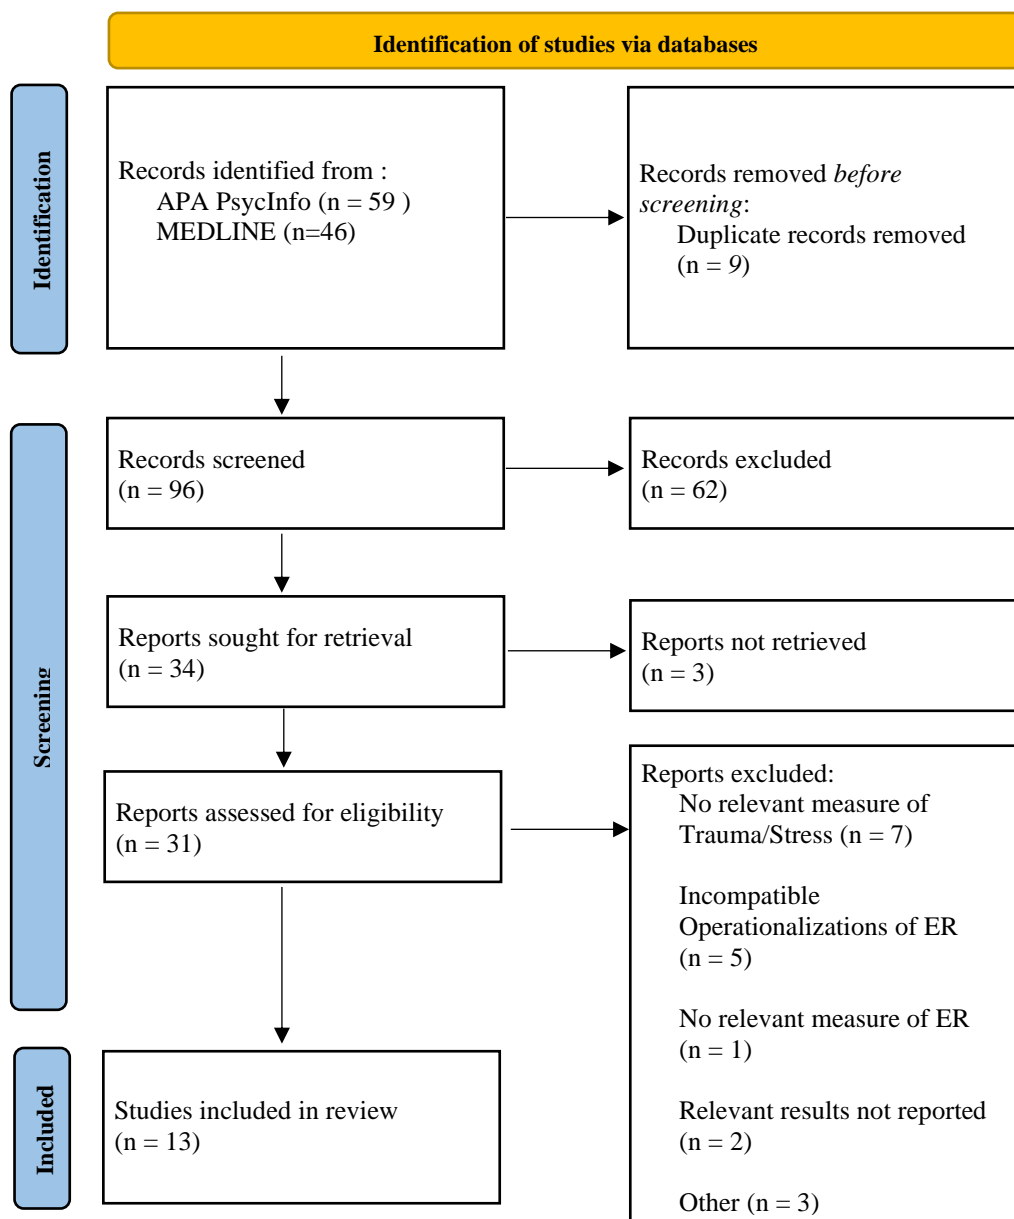 Identification of studies via databases
Identification
Records identified from :
APA PsycInfo (n = 59 )
MEDLINE (n=46)
Records removed before
screening:
Duplicate records removed
(n = 9)
Screening
Records screened
(n = 96)
Records excluded
(n = 62)
Reports sought for retrieval
(n = 34)
Reports not retrieved
(n = 3)
Reports assessed for eligibility
(n = 31)
Reports excluded:
No relevant measure of
Trauma/Stress (n = 7)
Incompatible
Operationalizations of ER
(n = 5)
No relevant measure of ER
(n = 1)
Relevant results not reported
(n = 2)
Other (n = 3)
Included
Studies included in review
(n = 13)